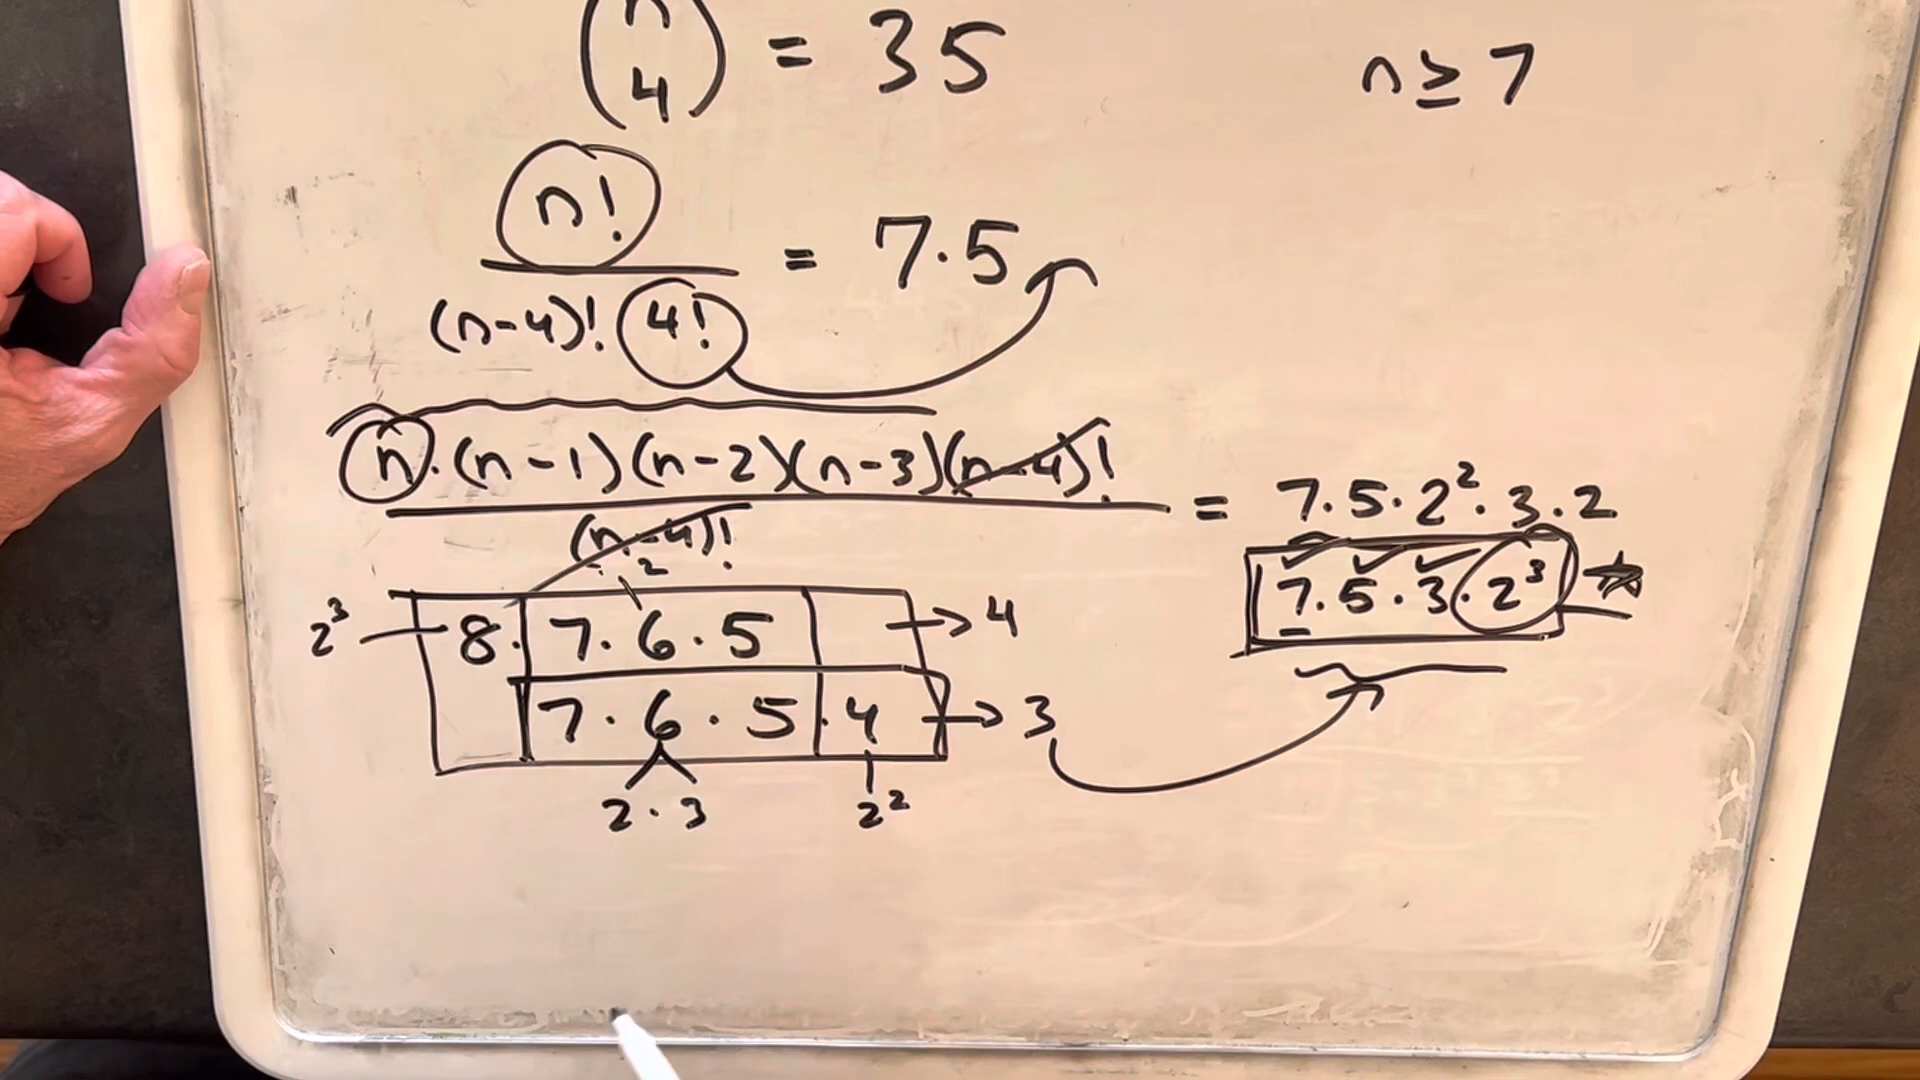 (n 4) = 35
n ≥ 7
n! / (n-4)! 4! = 7·5
n·(n-1)(n-2)(n-3)(n-4)! / (n-4)! = 7·5·2²·3·2
7·5·3·2³
2
2³ 8·7·6·5 → 4
7·6·5·4 → 3
2·3 2²